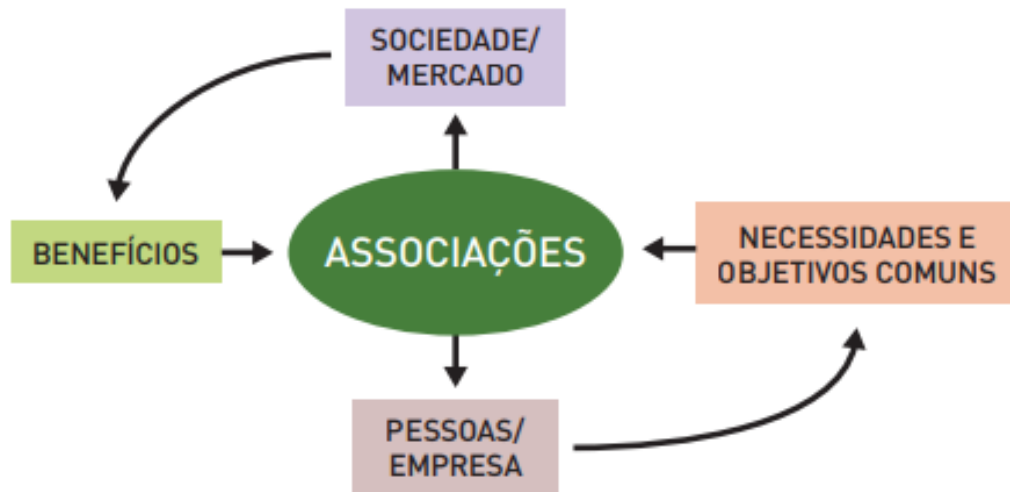 SOCIEDADE/
MERCADO
BENEFÍCIOS
ASSOCIAÇÕES
NECESSIDADES E
OBJETIVOS COMUNS
PESSOAS/
EMPRESA